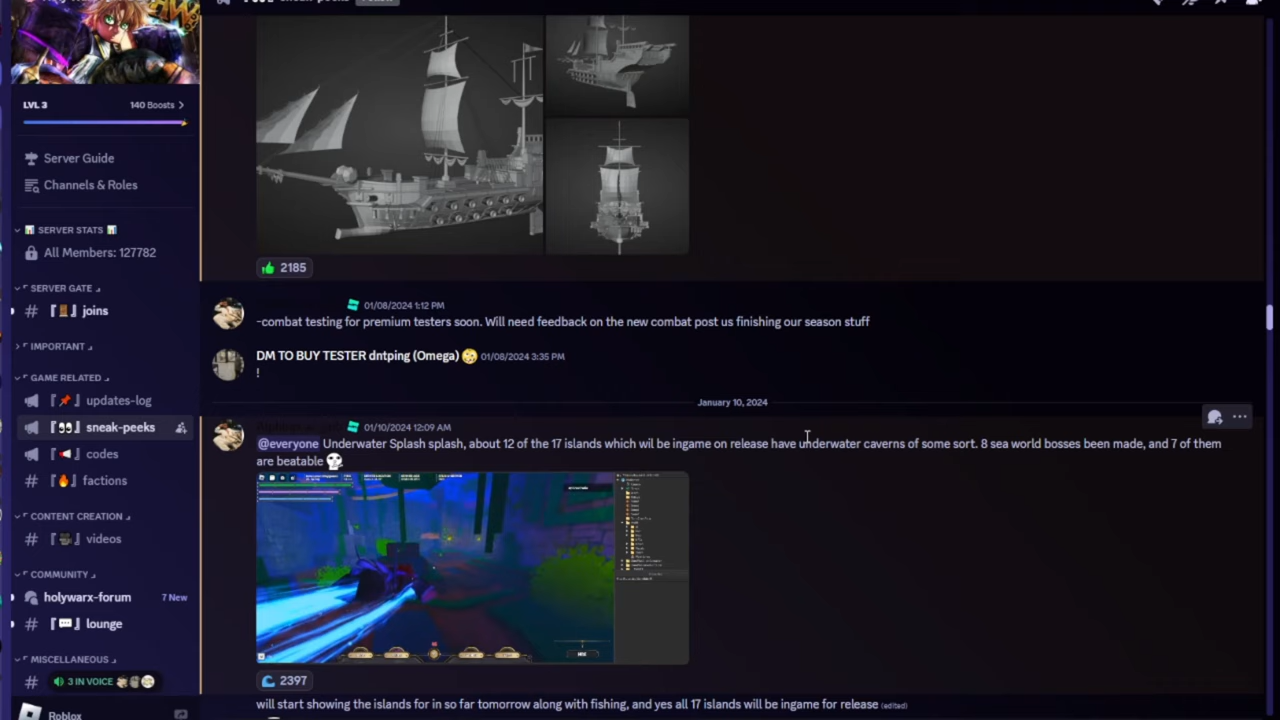 sneak-peeks Follow
LVL 3 140 Boosts
Server Guide
Channels & Roles
SERVER STATS
All Members: 127782
SERVER GATE
joins
IMPORTANT
GAME RELATED
updates-log
sneak-peeks
codes
factions
CONTENT CREATION
videos
COMMUNITY
holywarx-forum 7 New
lounge
MISCELLANEOUS
3 IN VOICE
Roblox
2185
01/08/2024 1:12 PM
-combat testing for premium testers soon. Will need feedback on the new combat post us finishing our season stuff
DM TO BUY TESTER dntping (Omega) 01/08/2024 3:35 PM
!
January 10, 2024
01/10/2024 12:09 AM
@everyone Underwater Splash splash, about 12 of the 17 islands which wil be ingame on release have underwater caverns of some sort. 8 sea world bosses been made, and 7 of them
are beatable
2397
will start showing the islands for in so far tomorrow along with fishing, and yes all 17 islands will be ingame for release (edited)